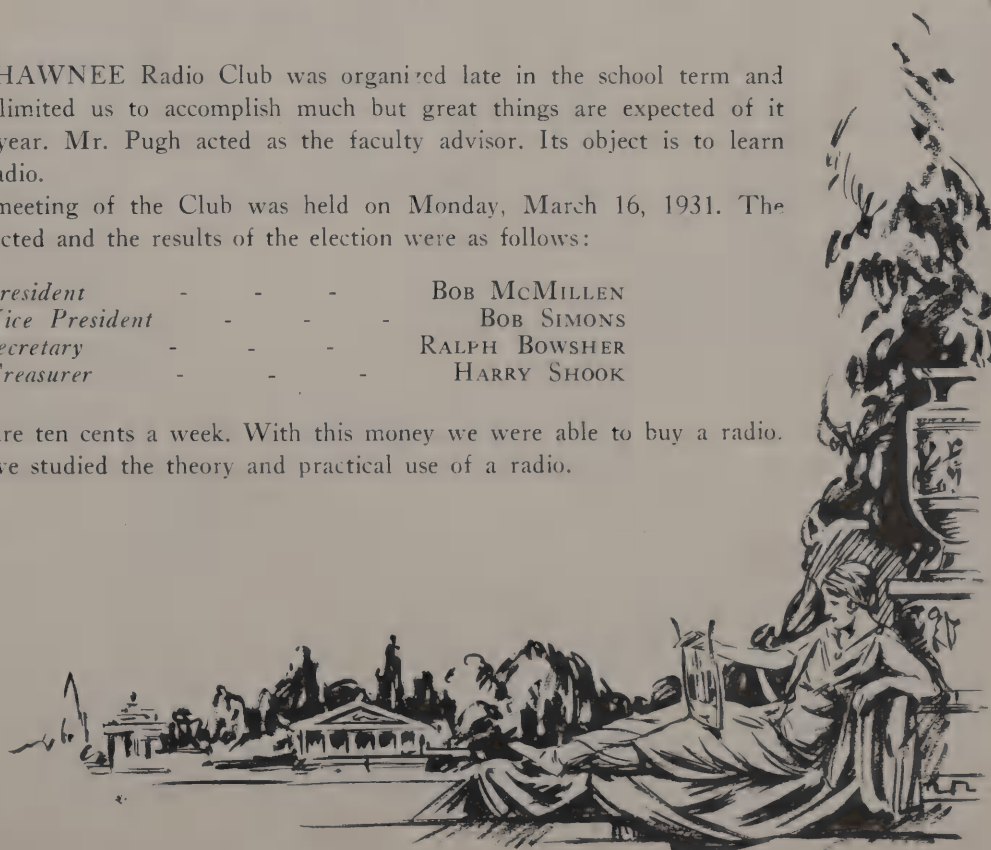 HAWNEE Radio Club was organized late in the school term and
limited us to accomplish much but great things are expected of it
year. Mr. Pugh acted as the faculty advisor. Its object is to learn
adio.
meeting of the Club was held on Monday, March 16, 1931. The
cted and the results of the election were as follows:
resident - - - BOB MCMILLEN
ice President - - - BOB SIMONS
ecretary - - - RALPH BOWSHER
reasurer - - - HARRY SHOOK
re ten cents a week. With this money we were able to buy a radio.
ve studied the theory and practical use of a radio.